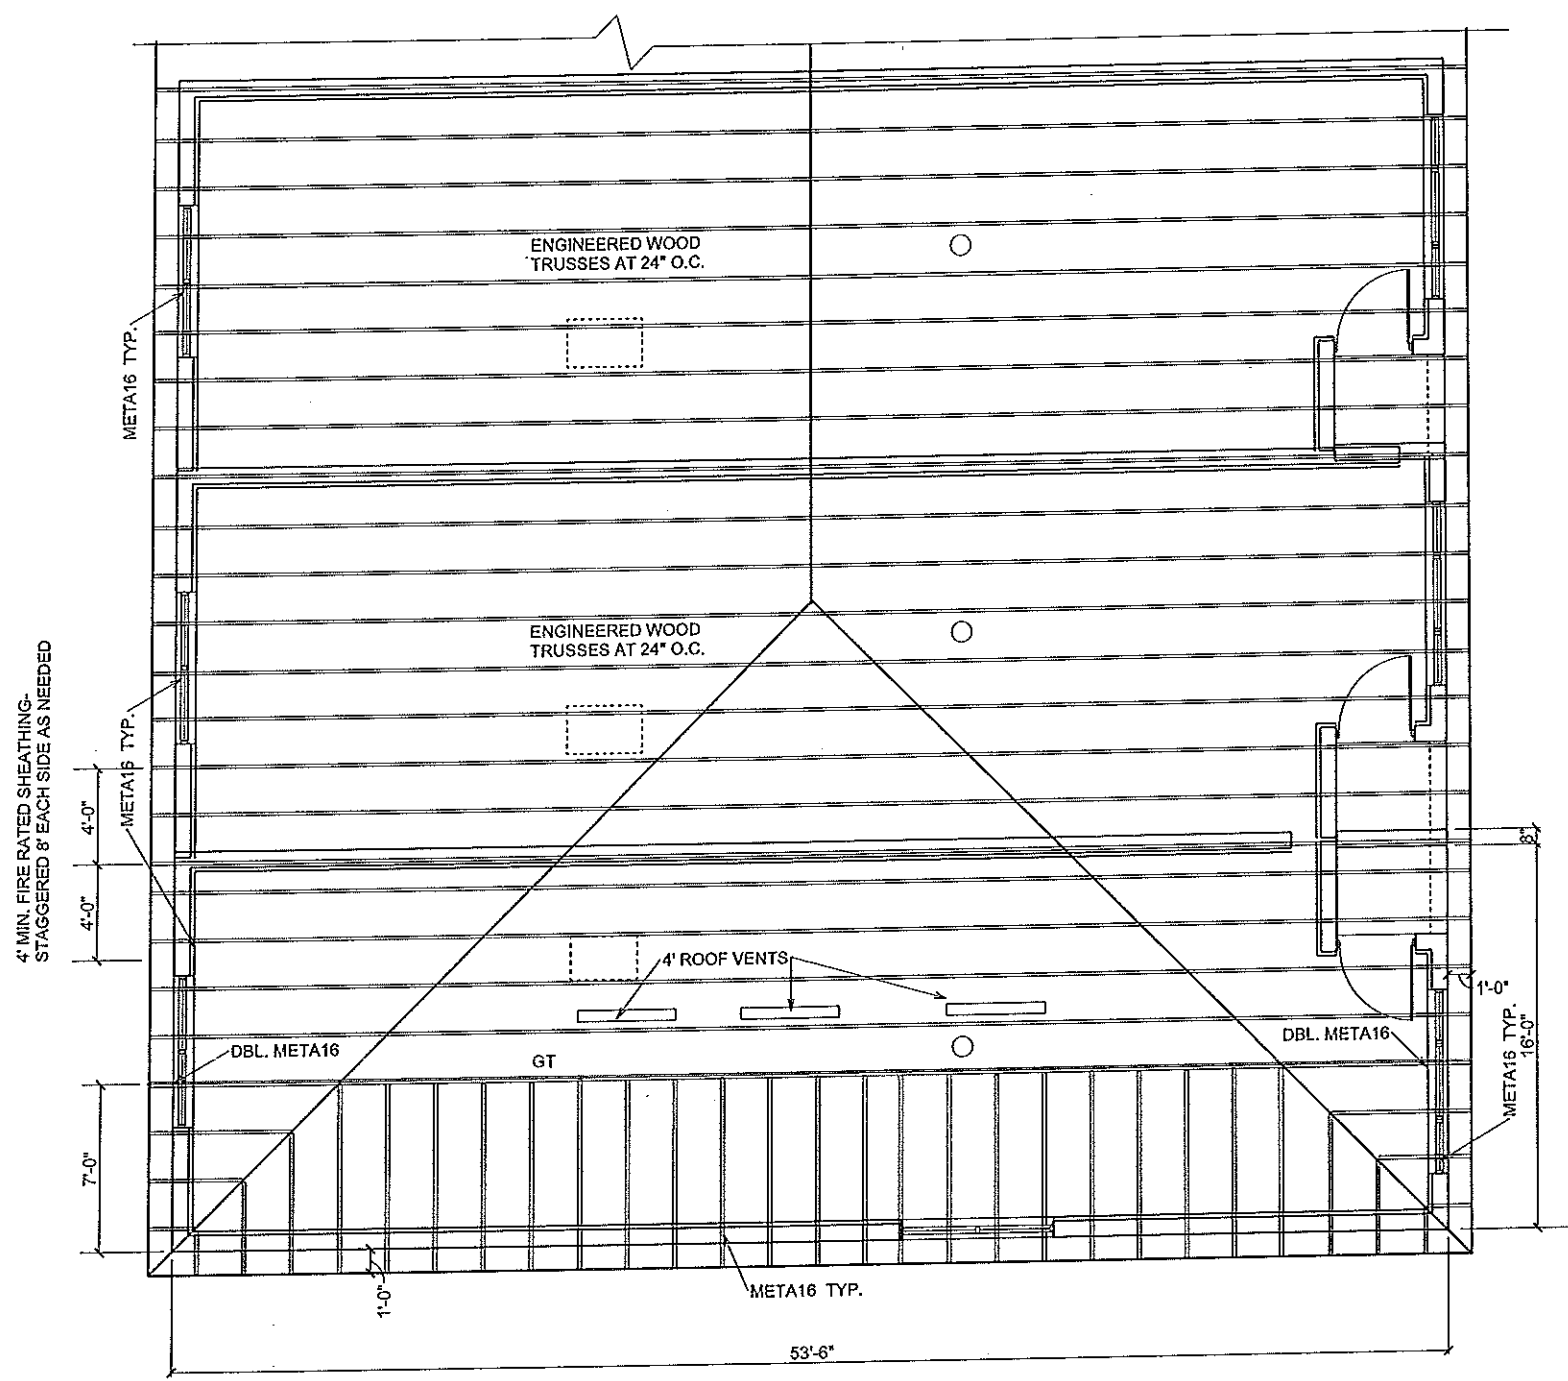 ENGINEERED WOOD
TRUSSES AT 24" O.C.
META16 TYP.
ENGINEERED WOOD
TRUSSES AT 24" O.C.
4' MIN. FIRE RATED SHEATHING-
STAGGERED 8' EACH SIDE AS NEEDED
META16 TYP.
4'-0"
4'-0"
8"
4' ROOF VENTS
1'-0"
META16 TYP.
16'-0"
DBL. META16
DBL. META16
GT
7'-0"
1'-0"
META16 TYP.
53'-6"